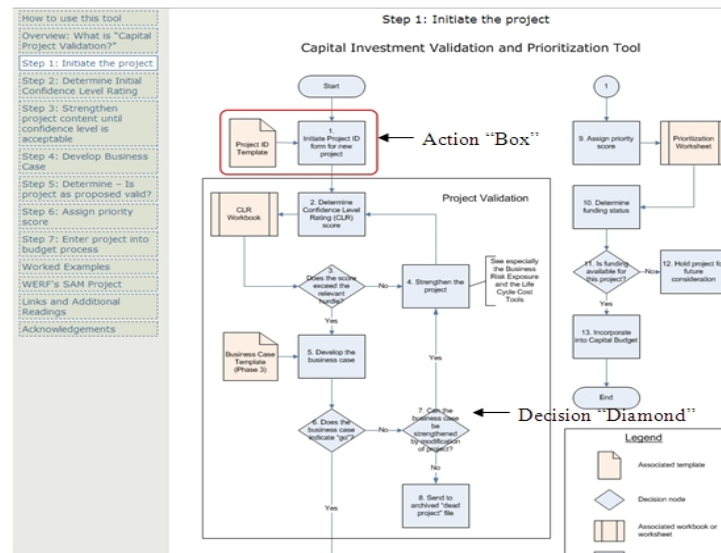 How to use this tool
Overview: What is "Capital
Project Validation?"
Step 1: Initiate the project
Step 2: Determine Initial
Confidence Level Rating
Step 3: Strengthen
project content until
confidence level is
acceptable
Step 4: Develop Business
Case
Step 5: Determine – Is
project as proposed valid?
Step 6: Assign priority
score
Step 7: Enter project into
budget process
Worked Examples
WERF's SAM Project
Links and Additional
Readings
Acknowledgements
Step 1: Initiate the project
Capital Investment Validation and Prioritization Tool
Start
Project ID
Template
1.
Initiate Project ID
form for new
project
Action "Box"
Project Validation
CLR
Workbook
2. Determine
Confidence Level
Rating (CLR)
score
3.
Does the score
exceed the
relevant
hurdle?
No
4. Strengthen
the project
See especially
the Business
Risk Exposure
and the Life
Cycle Cost
Tools
Yes
Business Case
Template
(Phase 3)
5. Develop the
business case
Yes
6. Does the
business case
indicate "go"?
No
7. Can the
business case
be
strengthened
by modification
of project?
Decision "Diamond"
No
8. Send to
archived "dead
project" file
Yes
1
9. Assign priority
score
Prioritization
Worksheet
10. Determine
funding status
11. Is funding
available for
this project?
No
12. Hold project for
future
consideration
Yes
13. Incorporate
into Capital Budget
End
Legend
Associated template
Decision node
Associated workbook or
worksheet